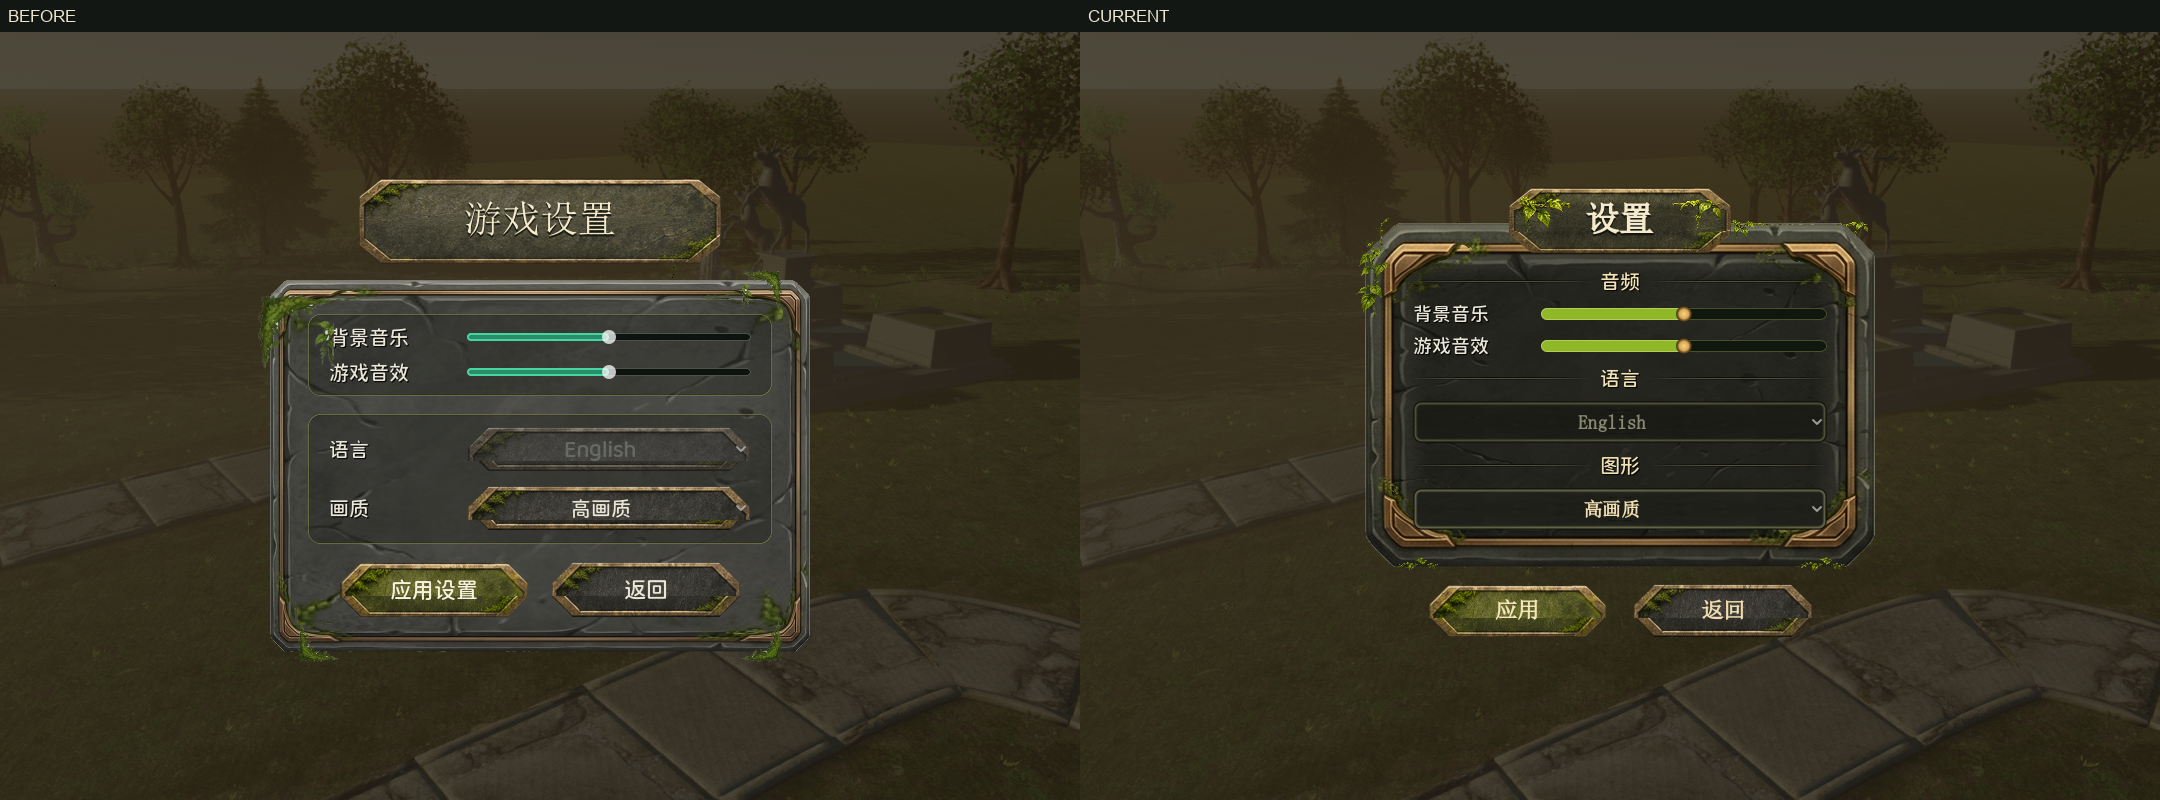 BEFORE
游戏设置
背景音乐
游戏音效
语言 English
画质 高画质
应用设置 返回
CURRENT
设置
音频
背景音乐
游戏音效
语言
English
图形
高画质
应用 返回